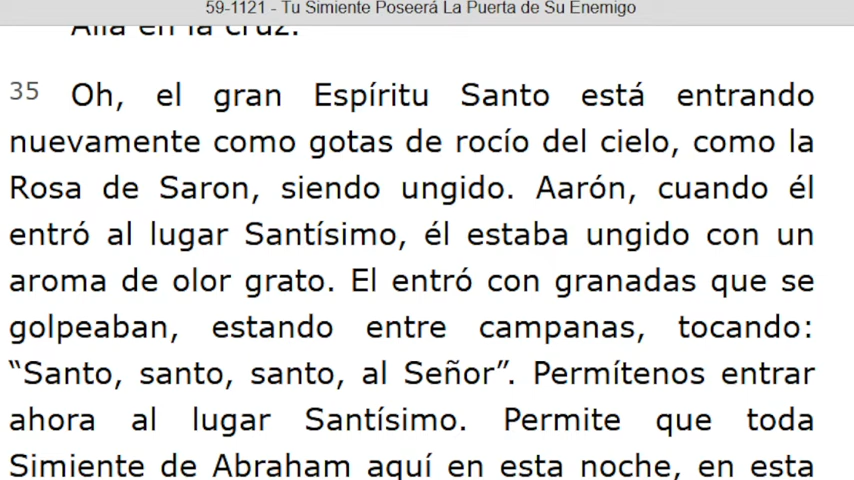 59-1121 - Tu Simiente Poseerá La Puerta de Su Enemigo
Allá en la cruz.
35 Oh, el gran Espíritu Santo está entrando
nuevamente como gotas de rocío del cielo, como la
Rosa de Saron, siendo ungido. Aarón, cuando él
entró al lugar Santísimo, él estaba ungido con un
aroma de olor grato. El entró con granadas que se
golpeaban, estando entre campanas, tocando:
“Santo, santo, santo, al Señor”. Permítenos entrar
ahora al lugar Santísimo. Permite que toda
Simiente de Abraham aquí en esta noche, en esta